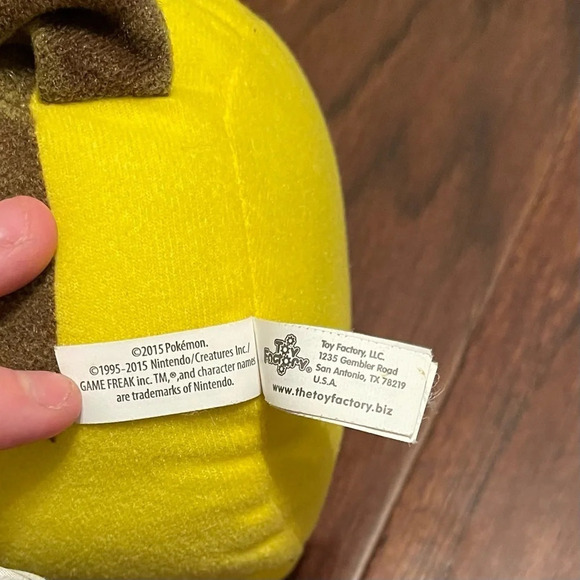 ©2015 Pokémon.
©1995-2015 Nintendo/Creatures Inc./
GAME FREAK inc. TM, ®,and character names
are trademarks of Nintendo.
Toy Factory®
Toy Factory, LLC.
1235 Gembler Road
San Antonio, TX 78219
U.S.A.
www.thetoyfactory.biz